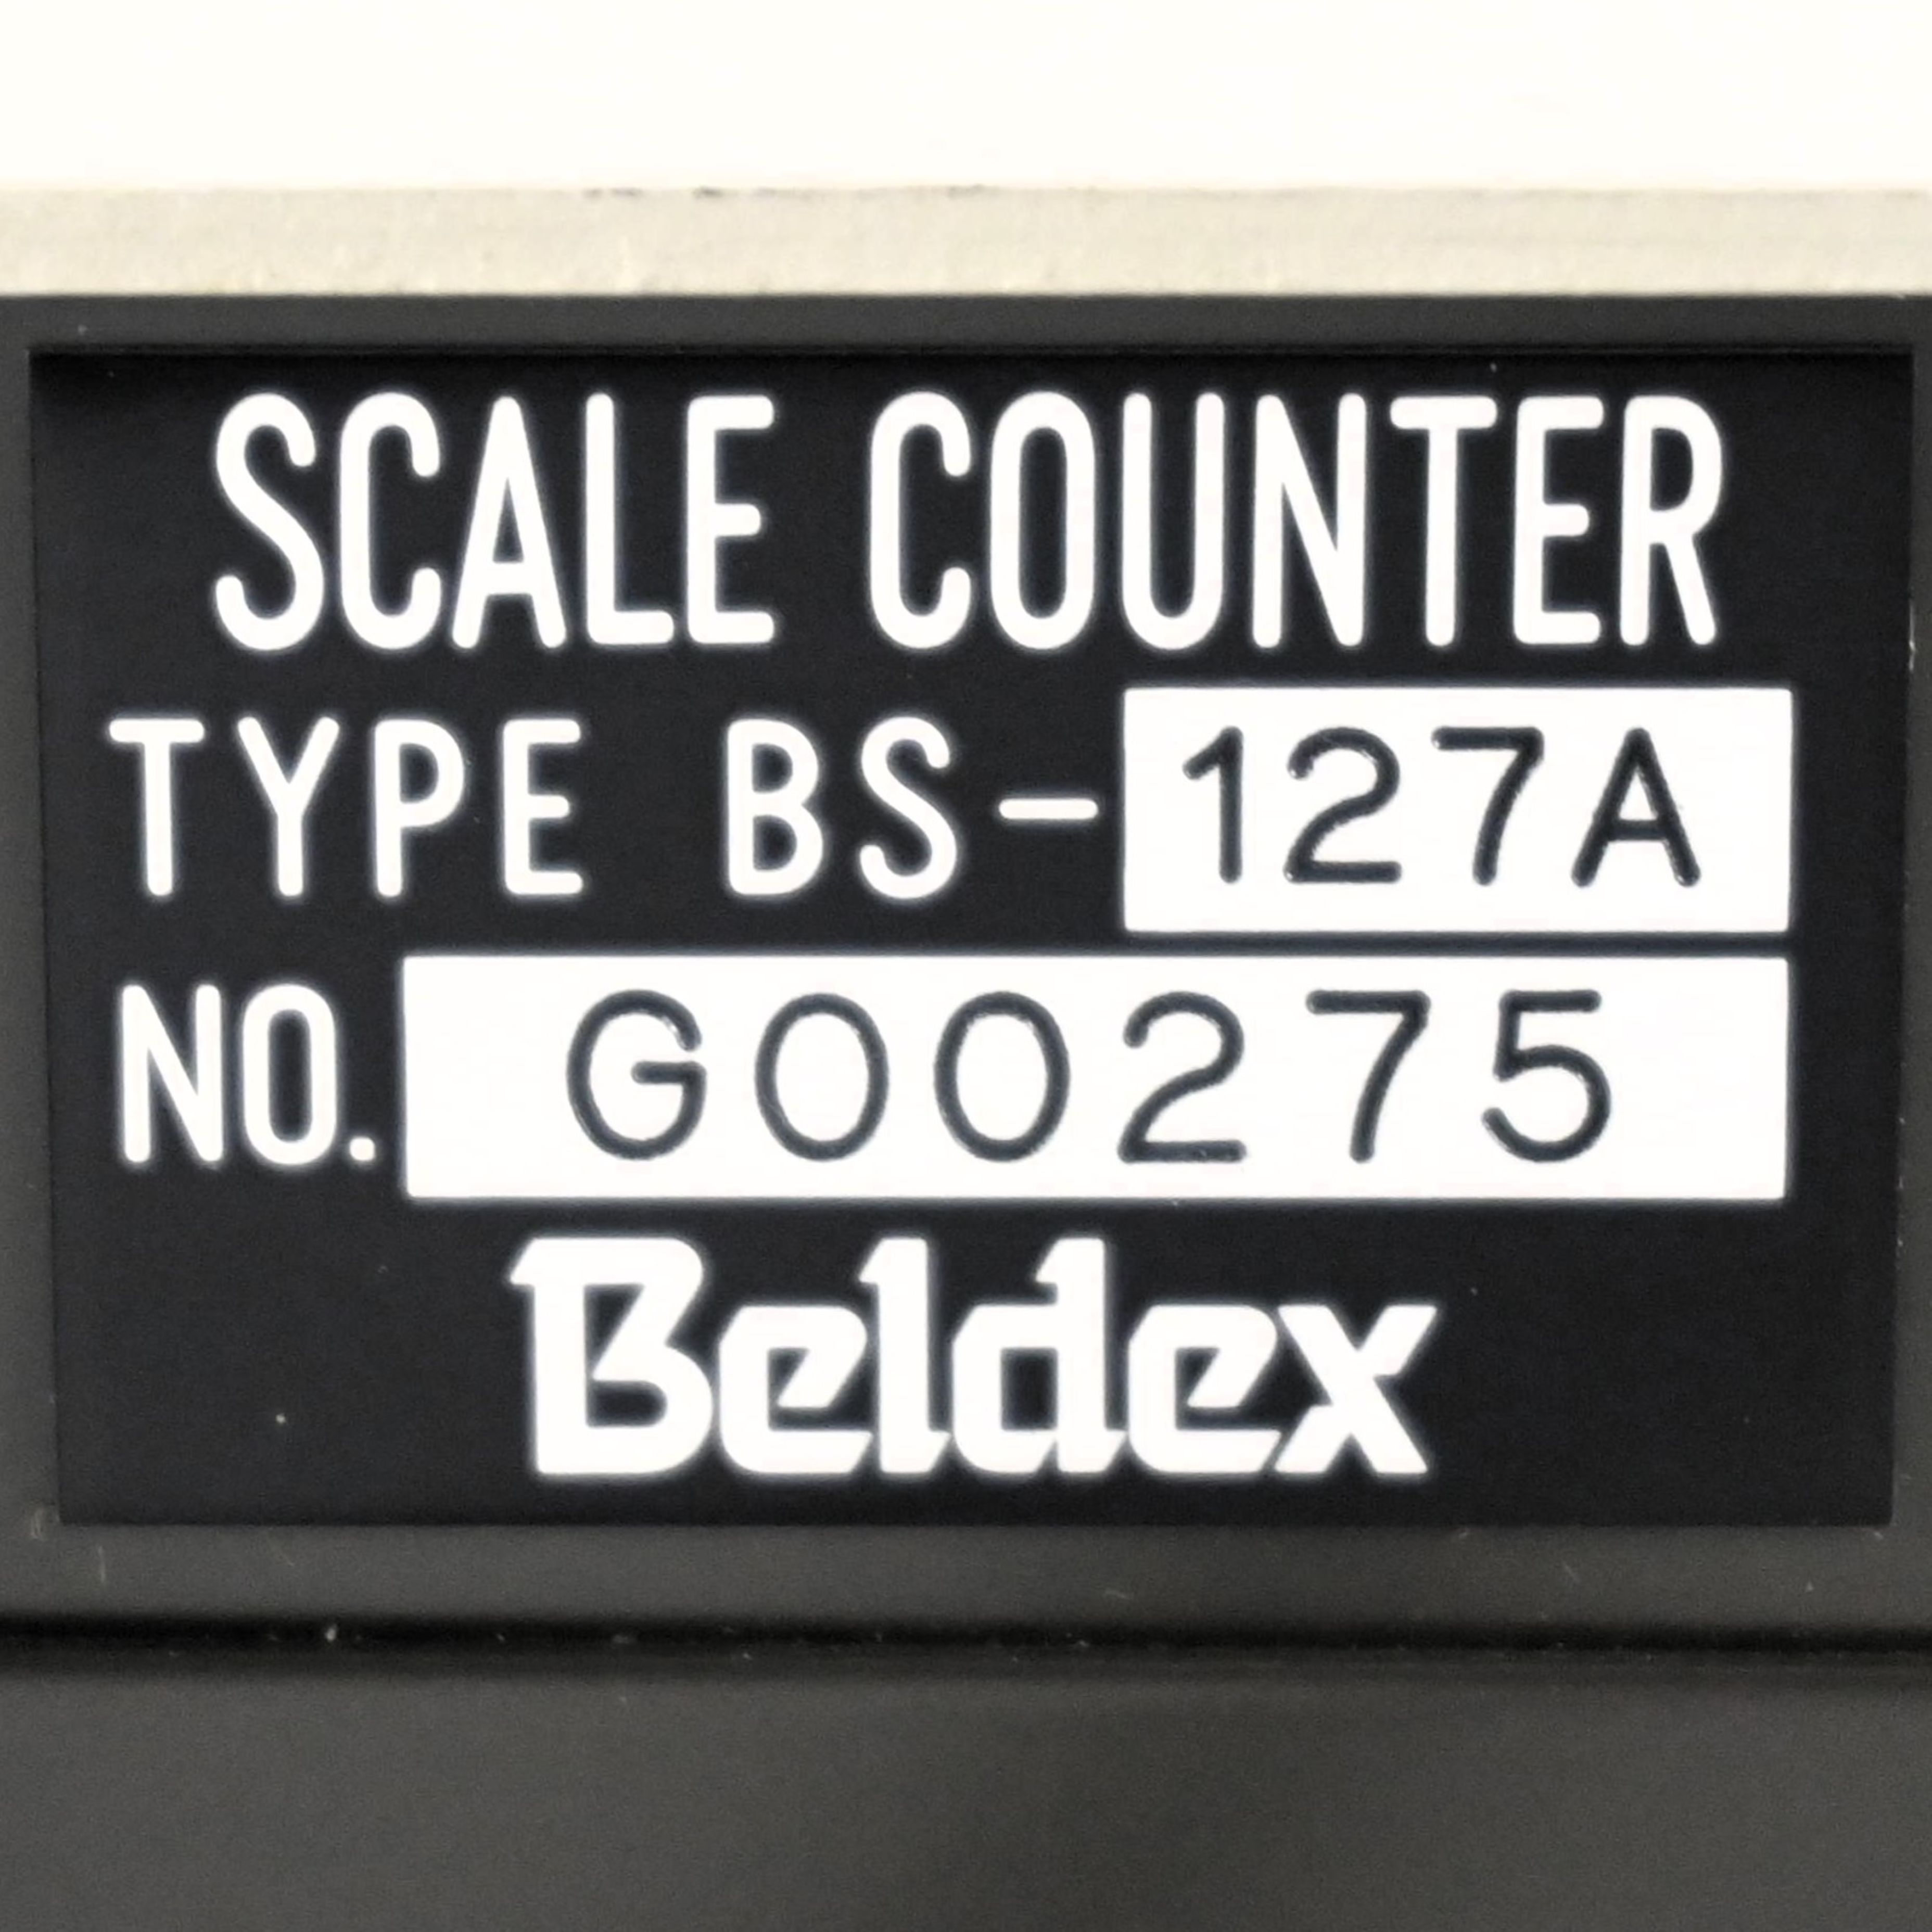 SCALE COUNTER
TYPE BS-127A
NO. G00275
Beldex